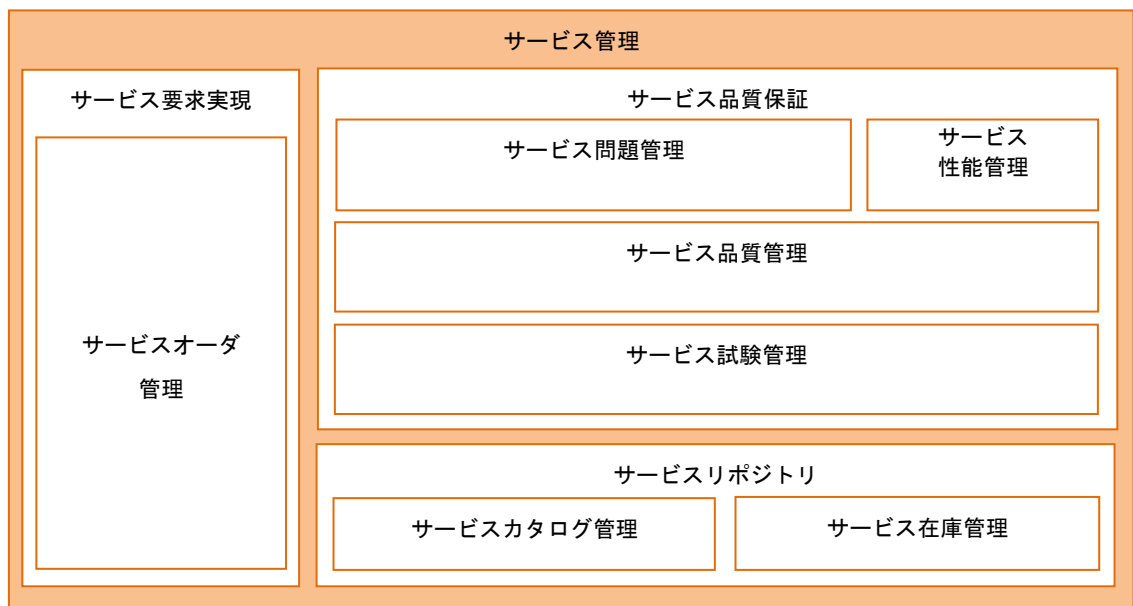 サービス管理
サービス要求実現
サービスオーダ
管理
サービス品質保証
サービス問題管理
サービス
性能管理
サービス品質管理
サービス試験管理
サービスリポジトリ
サービスカタログ管理
サービス在庫管理